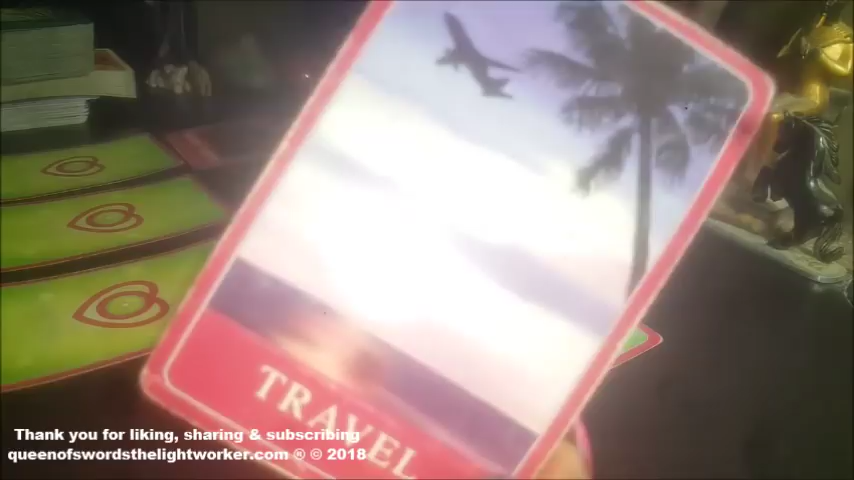 TRAVEL
Thank you for liking, sharing & subscribing
queenofswordsthelightworker.com ® © 2018